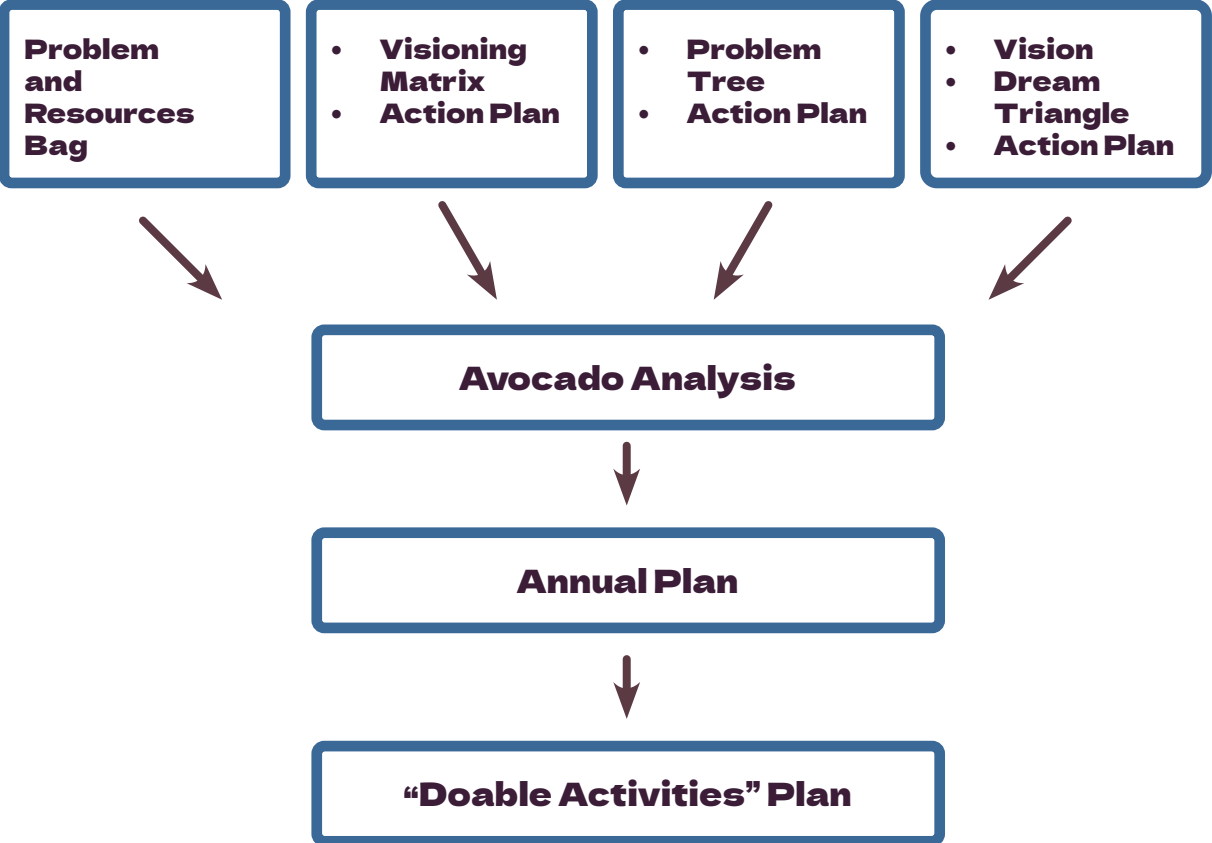 Problem
and
Resources
Bag
• Visioning
Matrix
• Action Plan
• Problem
Tree
• Action Plan
• Vision
• Dream
Triangle
• Action Plan
Avocado Analysis
Annual Plan
“Doable Activities” Plan